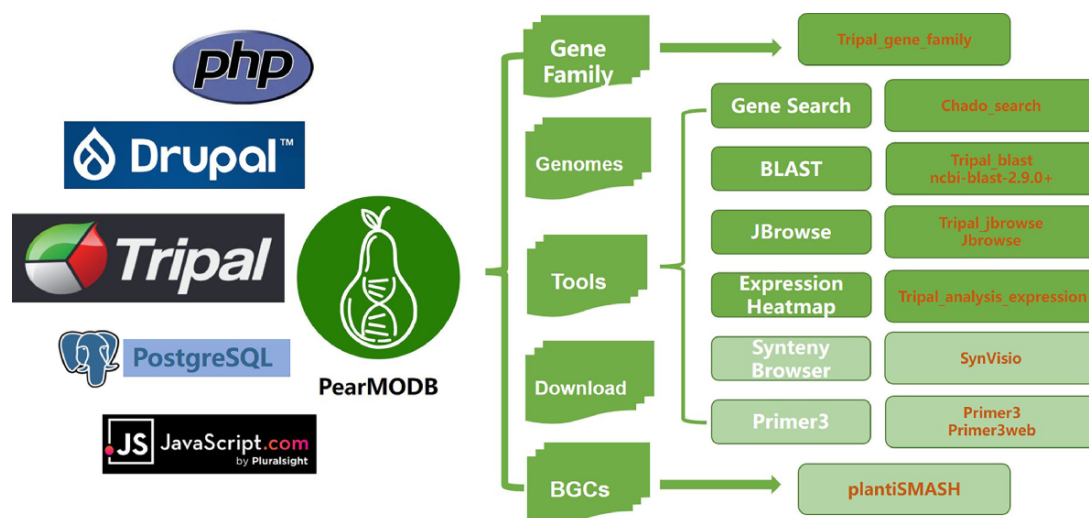 php
Drupal™
Tripal
PostgreSQL
.JS JavaScript.com
by Pluralsight
PearMODB
Gene
Family
Genomes
Tools
Download
BGCs
Tripal_gene_family
Gene Search
Chado_search
BLAST
Tripal_blast
ncbi-blast-2.9.0+
JBrowse
Tripal_jbrowse
Jbrowse
Expression
Heatmap
Tripal_analysis_expression
Synteny
Browser
SynVisio
Primer3
Primer3
Primer3web
plantiSMASH